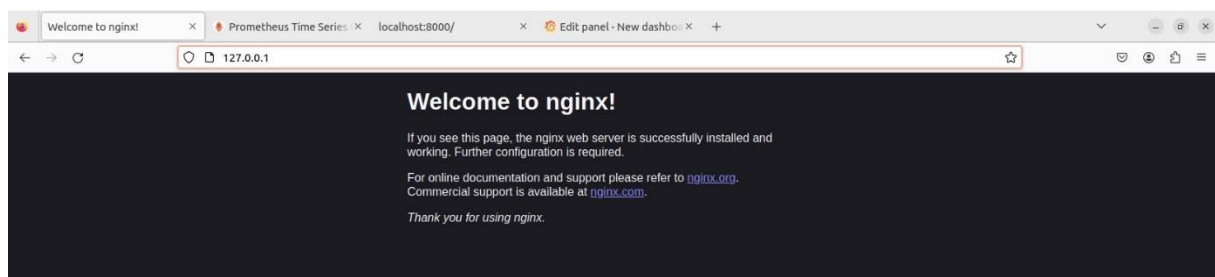 Welcome to nginx!
Prometheus Time Series
localhost:8000/
Edit panel - New dashboa
127.0.0.1
Welcome to nginx!
If you see this page, the nginx web server is successfully installed and
working. Further configuration is required.
For online documentation and support please refer to nginx.org.
Commercial support is available at nginx.com.
Thank you for using nginx.